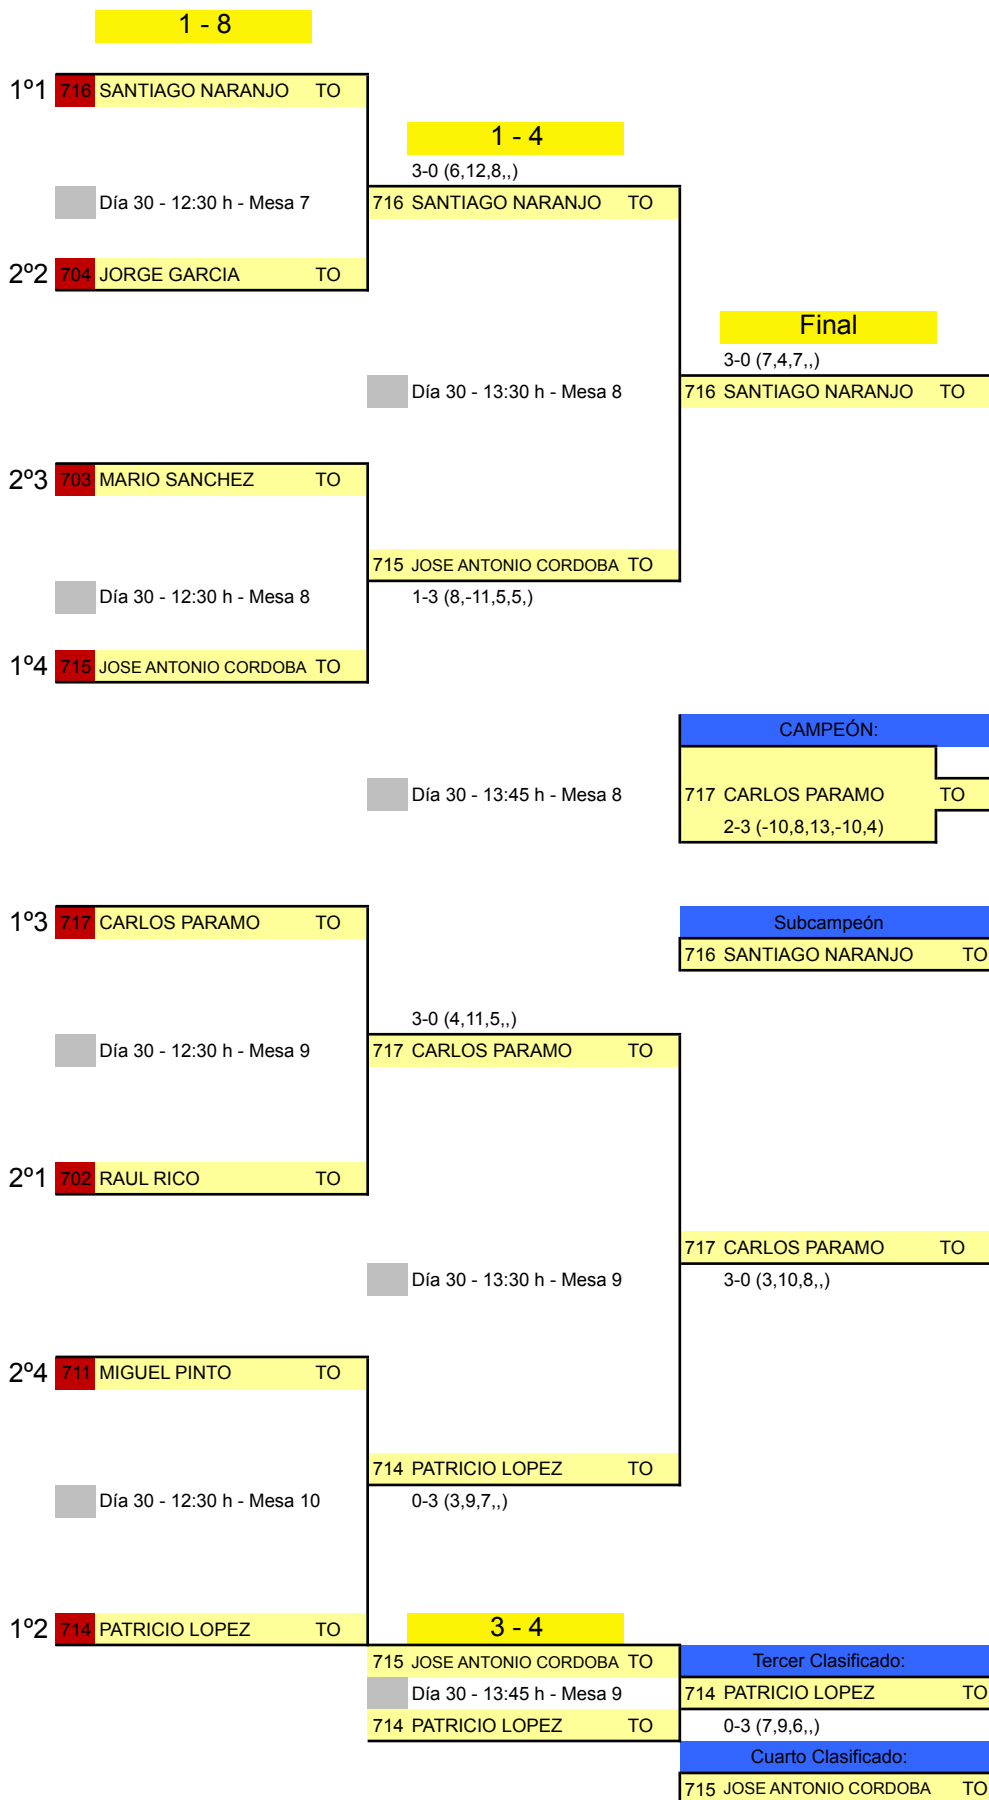 1 - 8
1º1 716 SANTIAGO NARANJO TO
1 - 4
3-0 (6,12,8,,)
Día 30 - 12:30 h - Mesa 7
716 SANTIAGO NARANJO TO
2º2 704 JORGE GARCIA TO
Final
3-0 (7,4,7,,)
Día 30 - 13:30 h - Mesa 8
716 SANTIAGO NARANJO TO
2º3 703 MARIO SANCHEZ TO
715 JOSE ANTONIO CORDOBA TO
Día 30 - 12:30 h - Mesa 8
1-3 (8,-11,5,5,)
1º4 715 JOSE ANTONIO CORDOBA TO
CAMPEÓN:
Día 30 - 13:45 h - Mesa 8
717 CARLOS PARAMO TO
2-3 (-10,8,13,-10,4)
1º3 717 CARLOS PARAMO TO
Subcampeón
716 SANTIAGO NARANJO TO
3-0 (4,11,5,,)
Día 30 - 12:30 h - Mesa 9
717 CARLOS PARAMO TO
2º1 702 RAUL RICO TO
717 CARLOS PARAMO TO
Día 30 - 13:30 h - Mesa 9
3-0 (3,10,8,,)
2º4 711 MIGUEL PINTO TO
714 PATRICIO LOPEZ TO
Día 30 - 12:30 h - Mesa 10
0-3 (3,9,7,,)
1º2 714 PATRICIO LOPEZ TO
3 - 4
715 JOSE ANTONIO CORDOBA TO
Tercer Clasificado:
Día 30 - 13:45 h - Mesa 9
714 PATRICIO LOPEZ TO
714 PATRICIO LOPEZ TO
0-3 (7,9,6,,)
Cuarto Clasificado:
715 JOSE ANTONIO CORDOBA TO